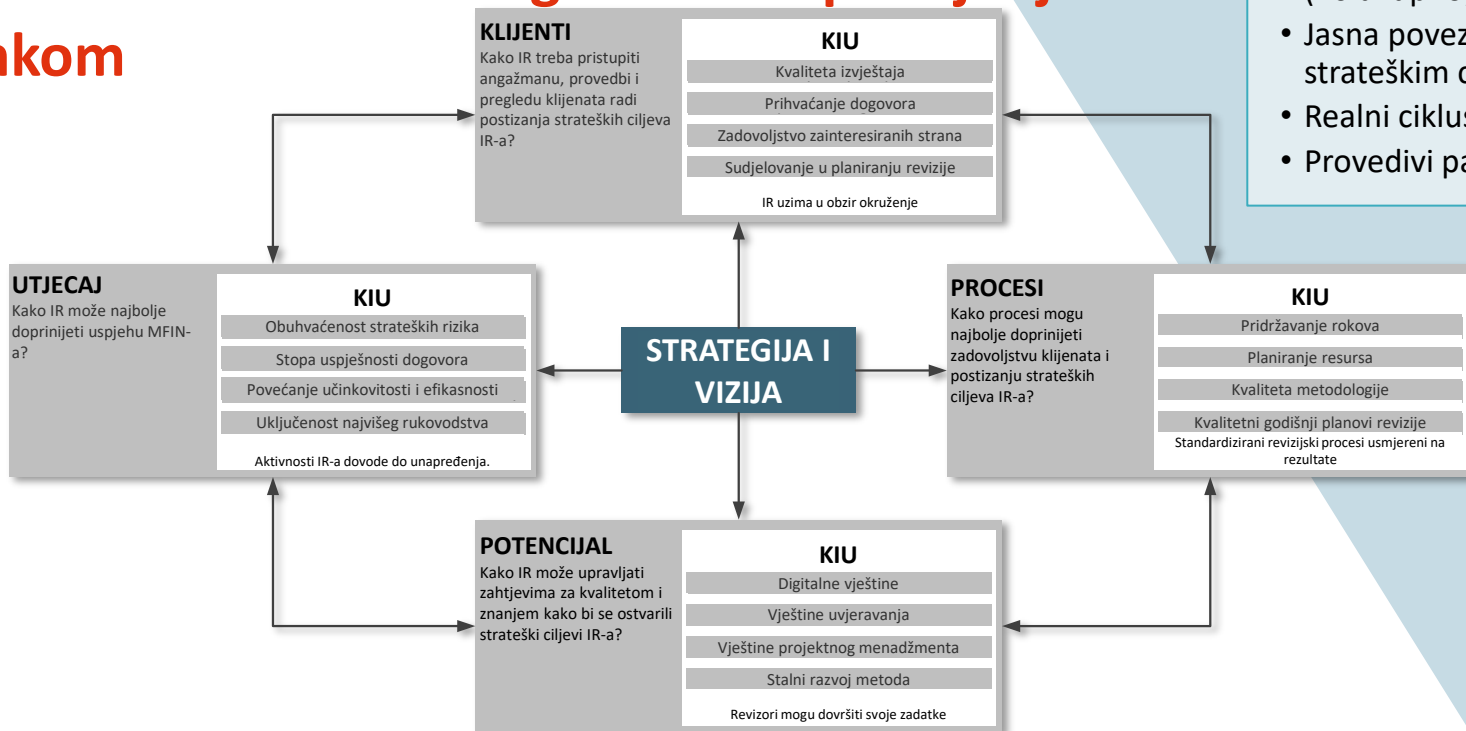 KLIJENTI
Kako IR treba pristupiti
angažmanu, provedbi i
pregledu klijenata radi
postizanja strateških ciljeva
IR-a?
KIU
Kvaliteta izvještaja
Prihvaćanje dogovora
Zadovoljstvo zainteresiranih strana
Sudjelovanje u planiranju revizije
IR uzima u obzir okruženje
• Jasna
strateškim
• Realni
• Provedivi
UTJECAJ
Kako IR može najbolje
doprinijeti uspjehu MFIN-
a?
KIU
Obuhvaćenost strateških rizika
Stopa uspješnosti dogovora
Povećanje učinkovitosti i efikasnosti
Uključenost najvišeg rukovodstva
Aktivnosti IR-a dovode do unapređenja.
STRATEGIJA I
VIZIJA
PROCESI
Kako procesi mogu
najbolje doprinijeti
zadovoljstvu klijenata i
postizanju strateških
ciljeva IR-a?
KIU
Pridržavanje rokova
Planiranje resursa
Kvaliteta metodologije
Kvalitetni godišnji planovi revizije
Standardizirani revizijski procesi usmjereni na
rezultate
POTENCIJAL
Kako IR može upravljati
zahtjevima za kvalitetom i
znanjem kako bi se ostvarili
strateški ciljevi IR-a?
KIU
Digitalne vještine
Vještine uvjeravanja
Vještine projektnog menadžmenta
Stalni razvoj metoda
Revizori mogu dovršiti svoje zadatke